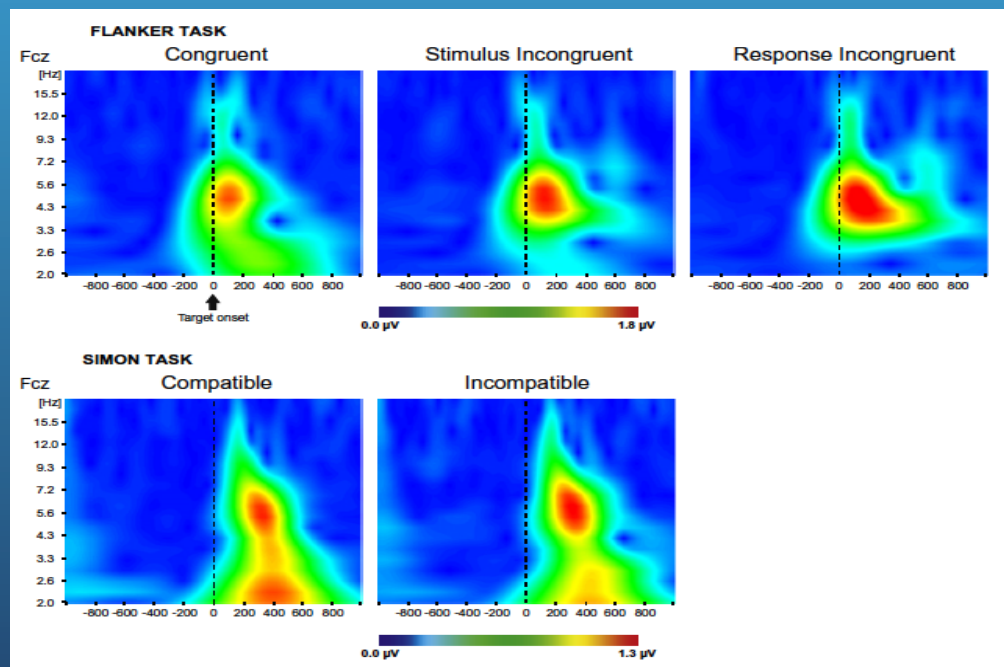 FLANKER TASK
Fcz Congruent Stimulus Incongruent Response Incongruent
[Hz]
15.5
12.0
9.3
7.2
5.6
4.3
3.3
2.6
2.0
-800 -600 -400 -200 0 200 400 600 800 -800 -600 -400 -200 0 200 400 600 800 -800 -600 -400 -200 0 200 400 600 800
Target onset
0.0 µV 1.8 µV
SIMON TASK
Fcz Compatible Incompatible
[Hz]
15.5
12.0
9.3
7.2
5.6
4.3
3.3
2.6
2.0
-800 -600 -400 -200 0 200 400 600 800 -800 -600 -400 -200 0 200 400 600 800
0.0 µV 1.3 µV